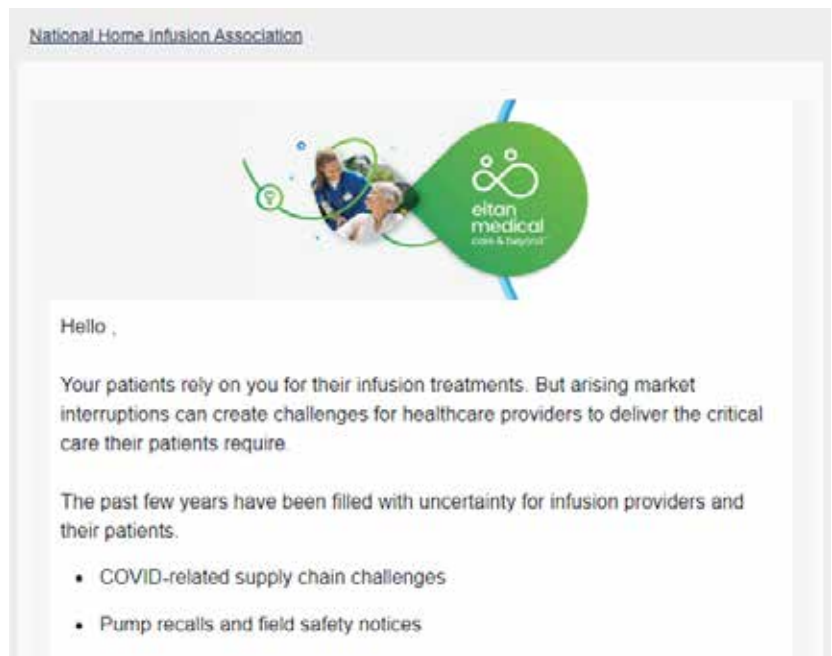 National Home Infusion Association
eitan
medical
care & beyond
Hello ,
Your patients rely on you for their infusion treatments. But arising market
interruptions can create challenges for healthcare providers to deliver the critical
care their patients require.
The past few years have been filled with uncertainty for infusion providers and
their patients.
• COVID-related supply chain challenges
• Pump recalls and field safety notices